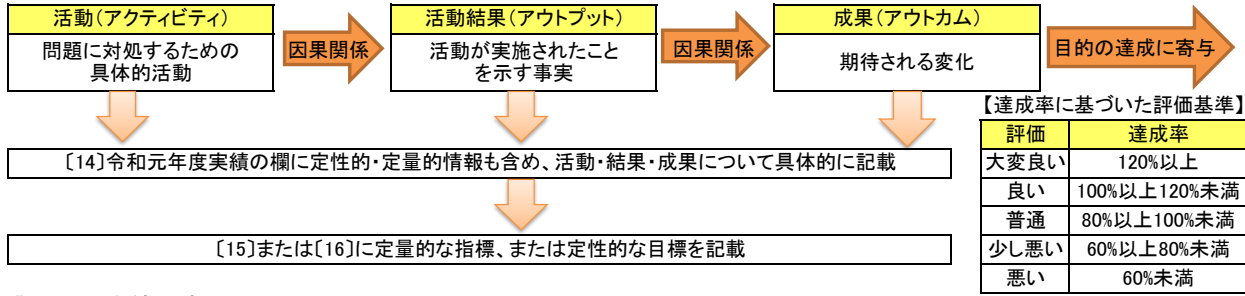 活動(アクティビティ)
問題に対処するための
具体的活動
因果関係
活動結果(アウトプット)
活動が実施されたこと
を示す事実
因果関係
成果(アウトカム)
期待される変化
目的の達成に寄与
〔14〕令和元年度実績の欄に定性的・定量的情報も含め、活動・結果・成果について具体的に記載
〔15〕または〔16〕に定量的な指標、または定性的な目標を記載
【達成率に基づいた評価基準】
評価 達成率
大変良い 120%以上
良い 100%以上120%未満
普通 80%以上100%未満
少し悪い 60%以上80%未満
悪い 60%未満